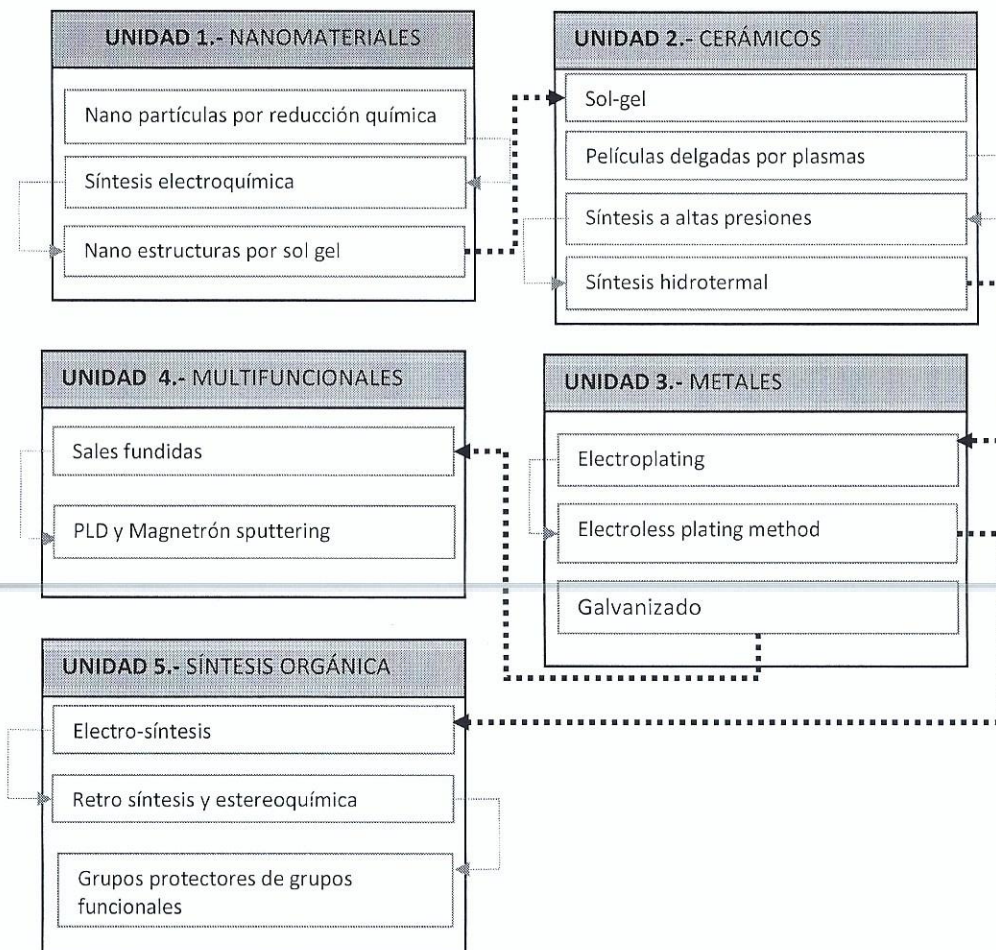 UNIDAD 1.- NANOMATERIALES
Nano partículas por reducción química
Síntesis electroquímica
Nano estructuras por sol gel
UNIDAD 2.- CERÁMICOS
Sol-gel
Películas delgadas por plasmas
Síntesis a altas presiones
Síntesis hidrotermal
UNIDAD 4.- MULTIFUNCIONALES
Sales fundidas
PLD y Magnetrón sputtering
UNIDAD 3.- METALES
Electroplating
Electroless plating method
Galvanizado
UNIDAD 5.- SÍNTESIS ORGÁNICA
Electro-síntesis
Retro síntesis y estereoquímica
Grupos protectores de grupos
funcionales